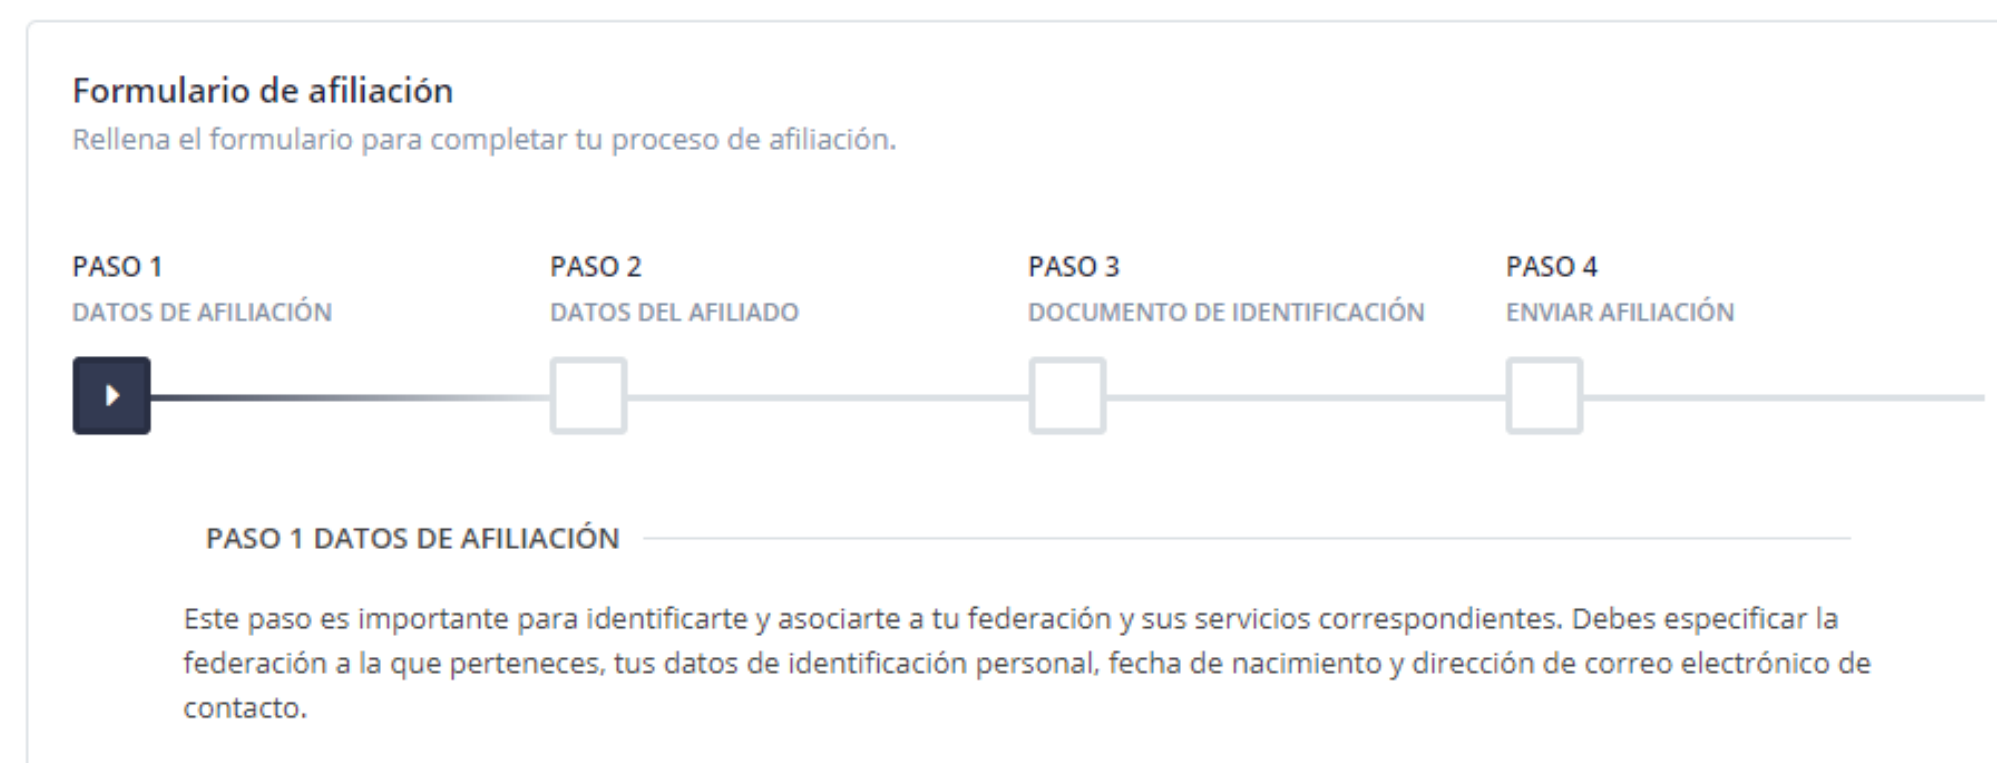 Formulario de afiliación
Rellena el formulario para completar tu proceso de afiliación.
PASO 1
DATOS DE AFILIACIÓN
PASO 2
DATOS DEL AFILIADO
PASO 3
DOCUMENTO DE IDENTIFICACIÓN
PASO 4
ENVIAR AFILIACIÓN
PASO 1 DATOS DE AFILIACIÓN
Este paso es importante para identificarte y asociarte a tu federación y sus servicios correspondientes. Debes especificar la
federación a la que perteneces, tus datos de identificación personal, fecha de nacimiento y dirección de correo electrónico de
contacto.